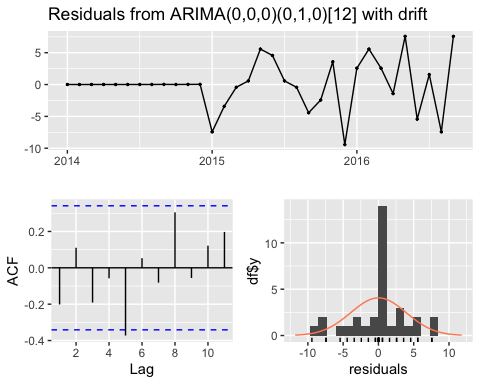 Residuals from ARIMA(0,0,0)(0,1,0)[12] with drift
5
0
-5
-10
2014 2015 2016
0.2
0.0
-0.2
-0.4
ACF
2 4 6 8 10
Lag
10
5
0
df$y
-10 -5 0 5 10
residuals